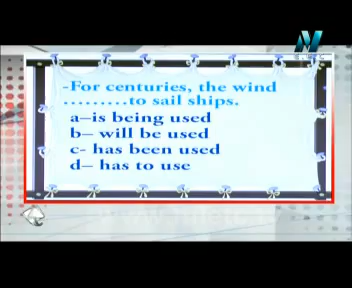 -For centuries, the wind
..........to sail ships.
a–is being used
b– will be used
c- has been used
d– has to use